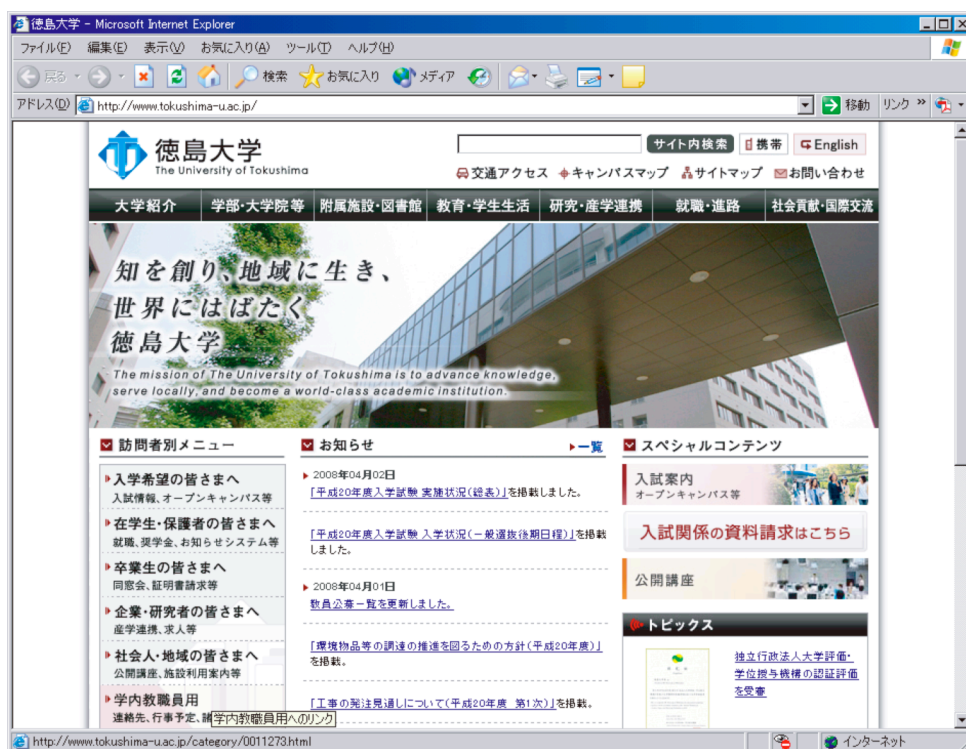 徳島大学 - Microsoft Internet Explorer
ファイル(F) 編集(E) 表示(V) お気に入り(A) ツール(T) ヘルプ(H)
戻る 検索 お気に入り メディア
アドレス(D) http://www.tokushima-u.ac.jp/ 移動 リンク »
徳島大学
The University of Tokushima
サイト内検索 携帯 English
交通アクセス キャンパスマップ サイトマップ お問い合わせ
大学紹介 学部・大学院等 附属施設・図書館 教育・学生生活 研究・産学連携 就職・進路 社会貢献・国際交流
知を創り、地域に生き、
世界にはばたく
徳島大学
The mission of The University of Tokushima is to advance knowledge,
serve locally, and become a world-class academic institution.
訪問者別メニュー
入学希望の皆さまへ
入試情報、オープンキャンパス等
在学生・保護者の皆さまへ
就職、奨学金、お知らせシステム等
卒業生の皆さまへ
同窓会、証明書請求等
企業・研究者の皆さまへ
産学連携、求人等
社会人・地域の皆さまへ
公開講座、施設利用案内等
学内教職員用
連絡先、行事予定、諸
学内教職員用へのリンク
お知らせ 一覧
2008年04月02日
「平成20年度入学試験 実施状況(総表)」を掲載しました。
「平成20年度入学試験 入学状況(一般選抜後期日程)」を掲載
しました。
2008年04月01日
教員公募一覧を更新しました。
「環境物品等の調達の推進を図るための方針(平成20年度)」
を掲載。
「工事の発注見通しについて(平成20年度 第1次)」を掲載。
スペシャルコンテンツ
入試案内
オープンキャンパス等
入試関係の資料請求はこちら
公開講座
トピックス
独立行政法人大学評価・
学位授与機構の認証評価
を受審
http://www.tokushima-u.ac.jp/category/0011273.html インターネット